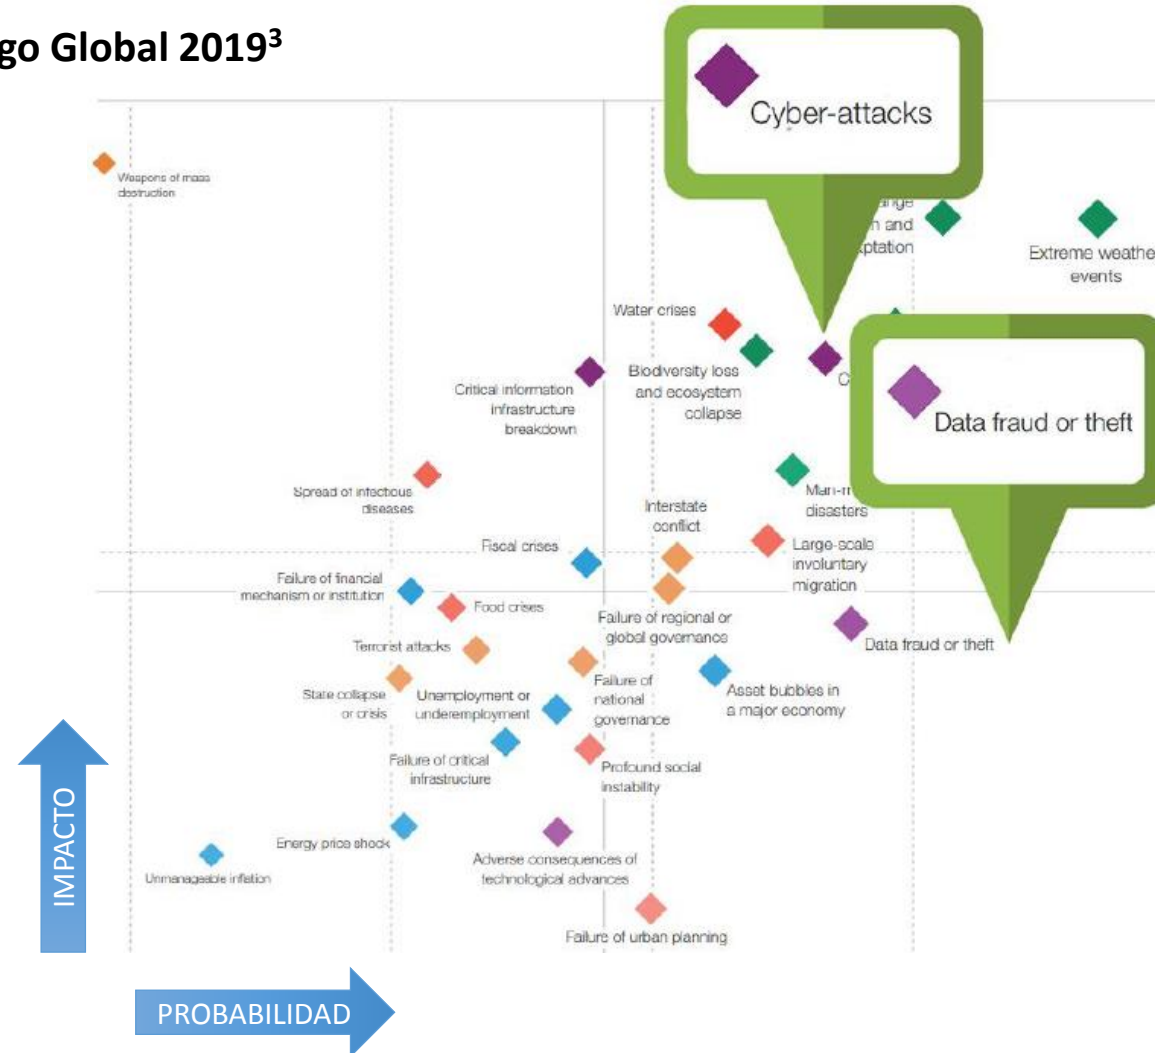 go Global 2019³
Cyber-attacks
Weapons of mass
destruction
ange
n and
ptation
Extreme weathe
events
Water crises
Biodiversity loss
and ecosystem
collapse
C
Critical information
infrastructure
breakdown
Data fraud or theft
Spread of infectious
diseases
Man-m
disasters
Interstate
conflict
Large-scale
involuntary
migration
Fiscal crises
Failure of financial
mechanism or institution
Food crises
Failure of regional or
global governance
Data fraud or theft
Terrorist attacks
State collapse
or crisis
Unemployment or
underemployment
Failure of
national
governance
Asset bubbles in
a major economy
Failure of critical
infrastructure
Profound social
instability
Energy price shock
Adverse consequences of
technological advances
Unmanageable inflation
Failure of urban planning
IMPACTO
PROBABILIDAD